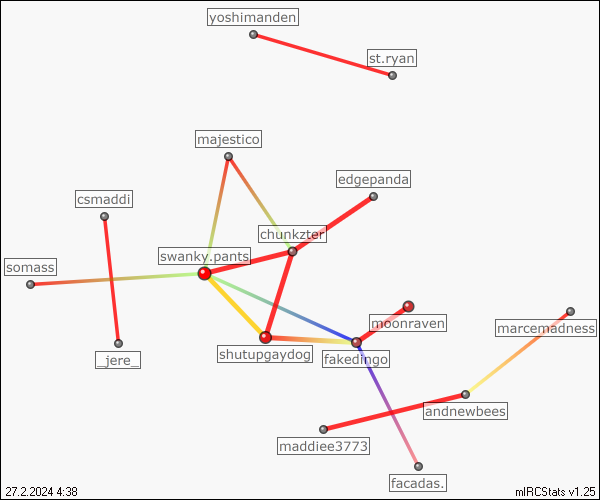 yoshimanden
st.ryan
majestico
edgepanda
csmaddi
chunkzter
swanky.pants
somass
moonraven
marcemadness
shutupgaydog
fakedingo
_jere_
andnewbees
maddiee3773
facadas.
27.2.2024 4:38
mIRCStats v1.25